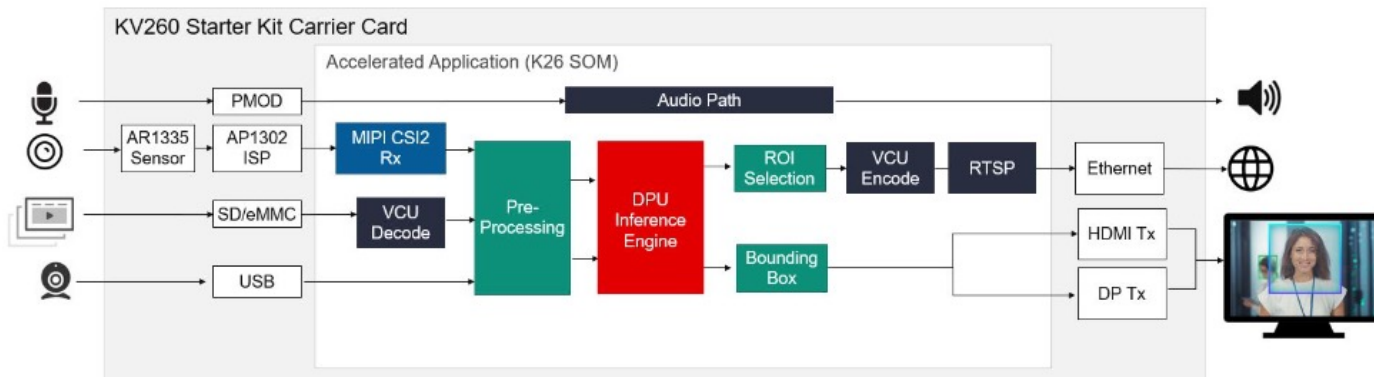 KV260 Starter Kit Carrier Card
Accelerated Application (K26 SOM)
PMOD
Audio Path
AR1335
Sensor
AP1302
ISP
MIPI CSI2
Rx
Pre-
Processing
DPU
Inference
Engine
ROI
Selection
VCU
Encode
RTSP
Ethernet
SD/eMMC
VCU
Decode
HDMI Tx
USB
Bounding
Box
DP Tx